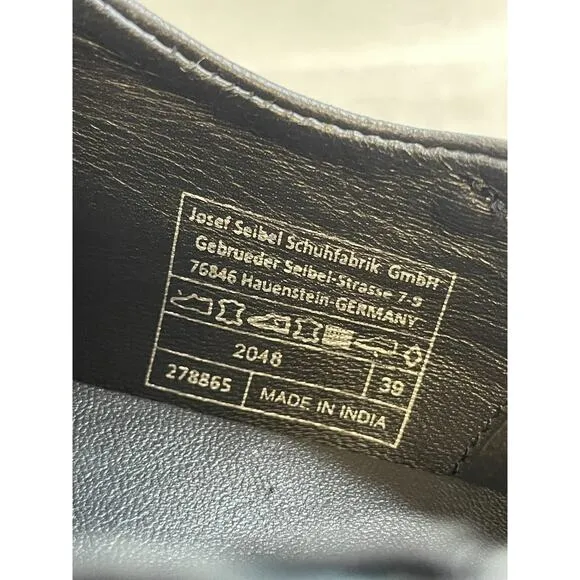 Josef Seibel Schuhfabrik GmbH
Gebrueder Seibel-Strasse 7-9
76846 Hauenstein-GERMANY
2048 39
278865 MADE IN INDIA